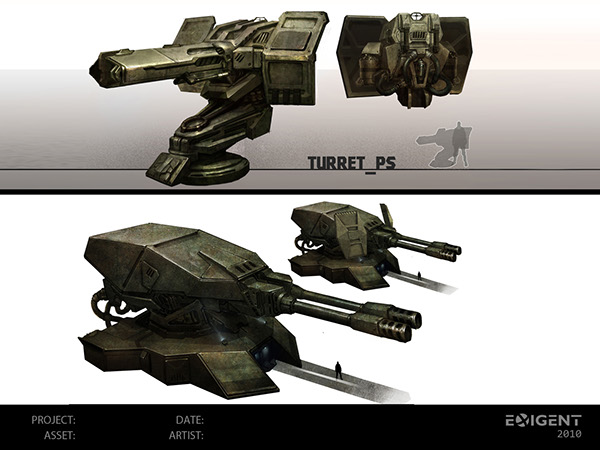 TURRET_PS
PROJECT:
DATE:
ASSET:
ARTIST:
EXIGENT
2010